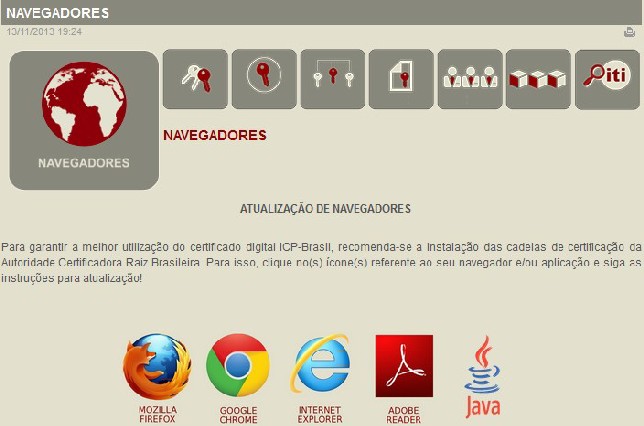 NAVEGADORES
13/11/2013 19:24
iti
NAVEGADORES
NAVEGADORES
ATUALIZAÇÃO DE NAVEGADORES
Para garantir a melhor utilização do certificado digital ICP-Brasil, recomenda-se a instalação das cadeias de certificação da
Autoridade Certificadora Raiz Brasileira. Para isso, clique no(s) ícone(s) referente ao seu navegador e/ou aplicação e siga as
instruções para atualização!
MOZILLA FIREFOX
GOOGLE CHROME
INTERNET EXPLORER
ADOBE READER
Java